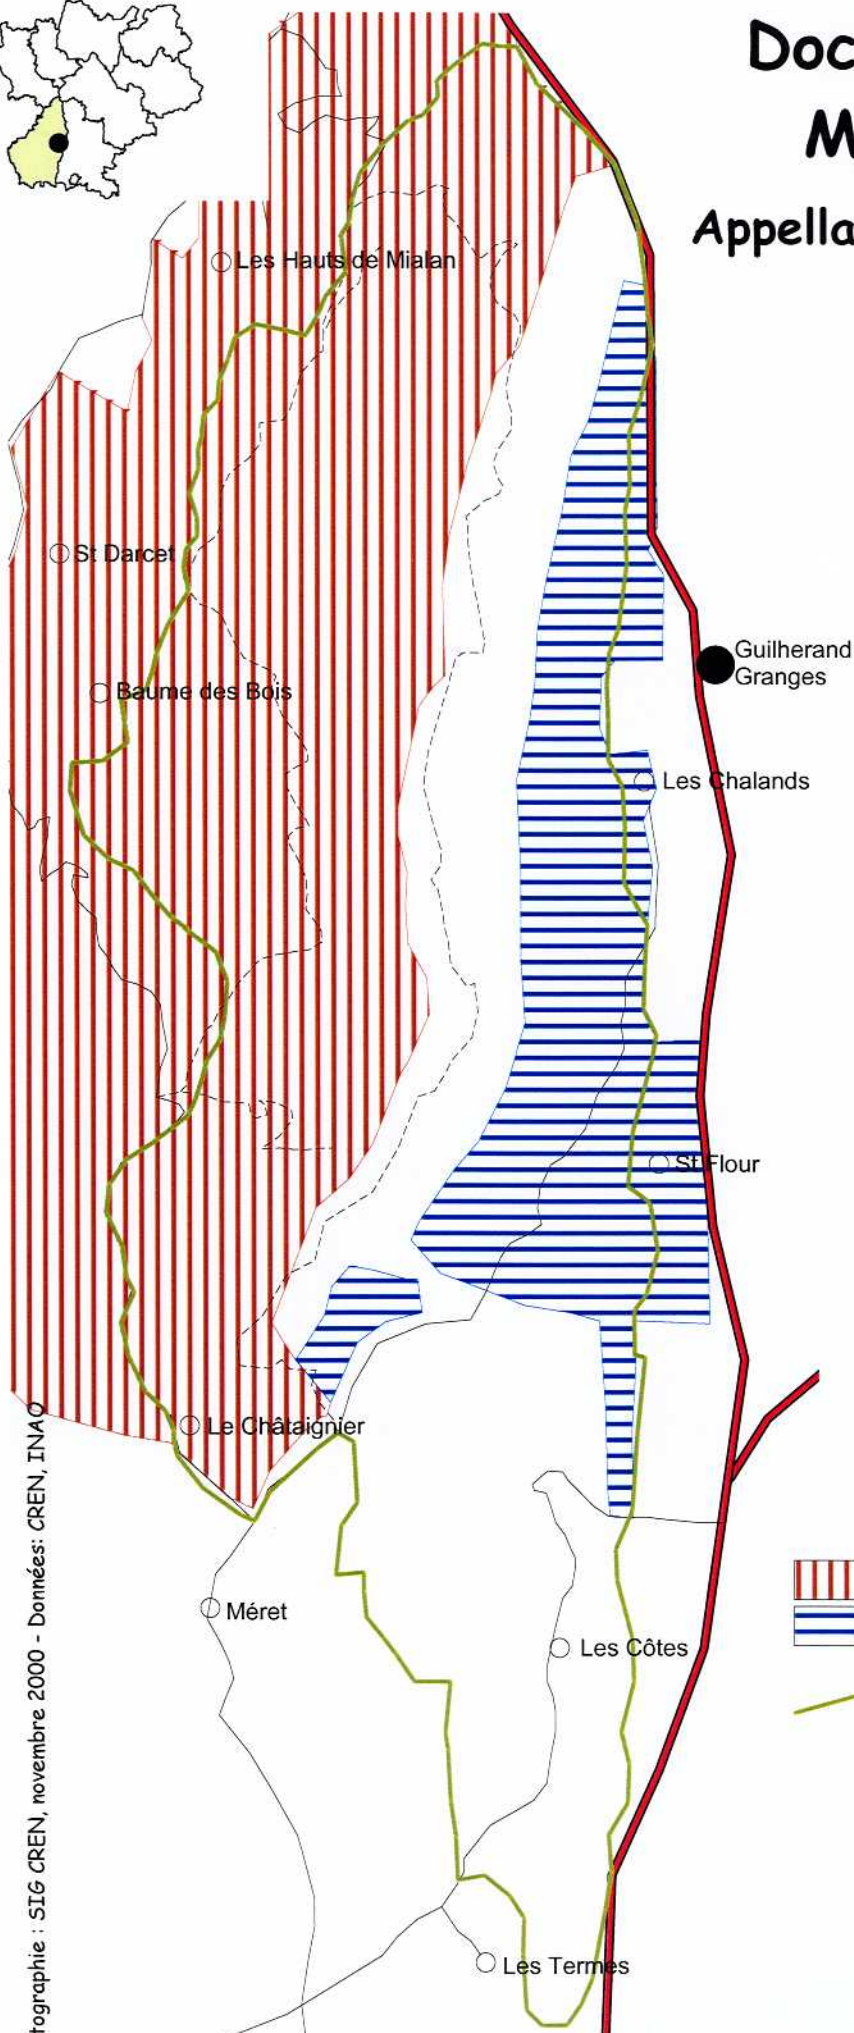 Doc
M
Appella
Les Hauts de Mialan
St Darcet
Guilherand
Granges
Baume des Bois
Les Chalands
St Flour
Le Châtaignier
Méret
Les Côtes
Les Termes
tographie : SIG CREN, novembre 2000 - Données: CREN, INAO